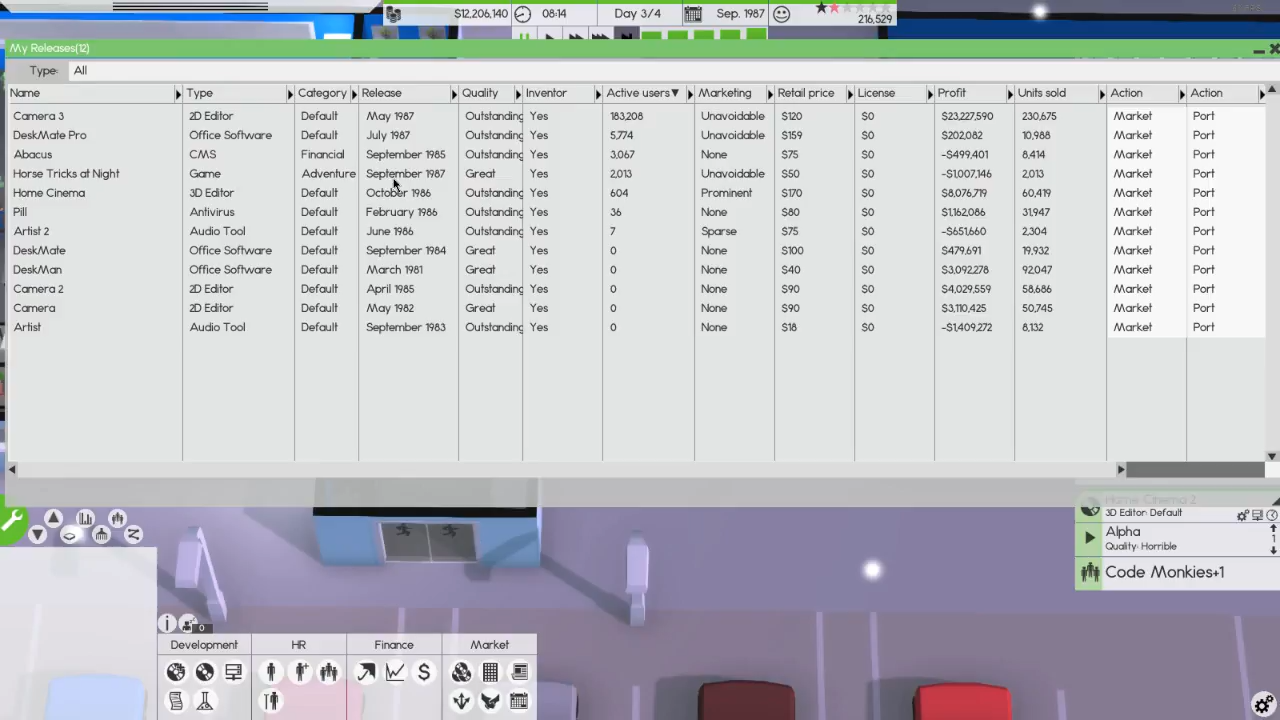 $12,206,140 08:14 Day 3/4 Sep. 1987 216,529
My Releases(12)
Type: All
Name Type Category Release Quality Inventor Active users▼ Marketing Retail price License Profit Units sold Action Action
Camera 3 2D Editor Default May 1987 Outstanding Yes 183,208 Unavoidable $120 $0 $23,227,590 230,675 Market Port
DeskMate Pro Office Software Default July 1987 Outstanding Yes 5,774 Unavoidable $159 $0 $202,082 10,988 Market Port
Abacus CMS Financial September 1985 Outstanding Yes 3,067 None $75 $0 -$499,401 8,414 Market Port
Horse Tricks at Night Game Adventure September 1987 Great Yes 2,013 Unavoidable $50 $0 -$1,007,146 2,013 Market Port
Home Cinema 3D Editor Default October 1986 Outstanding Yes 604 Prominent $170 $0 $8,076,719 60,419 Market Port
Pill Antivirus Default February 1986 Outstanding Yes 36 None $80 $0 $1,162,086 31,947 Market Port
Artist 2 Audio Tool Default June 1986 Outstanding Yes 7 Sparse $75 $0 -$651,660 2,304 Market Port
DeskMate Office Software Default September 1984 Great Yes 0 None $100 $0 $479,691 19,932 Market Port
DeskMan Office Software Default March 1981 Great Yes 0 None $40 $0 $3,092,278 92,047 Market Port
Camera 2 2D Editor Default April 1985 Outstanding Yes 0 None $90 $0 $4,029,559 58,686 Market Port
Camera 2D Editor Default May 1982 Great Yes 0 None $90 $0 $3,110,425 50,745 Market Port
Artist Audio Tool Default September 1983 Outstanding Yes 0 None $18 $0 -$1,409,272 8,132 Market Port
Home Cinema 2
3D Editor: Default
Alpha
Quality: Horrible
1
Code Monkies+1
0
Development HR Finance Market